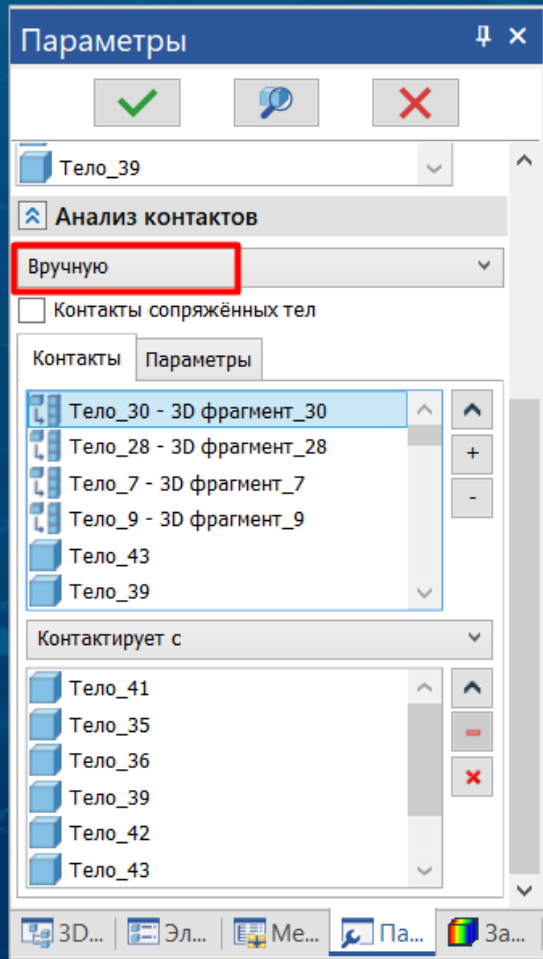 Параметры
Тело_39
Анализ контактов
Вручную
Контакты сопряжённых тел
Контакты Параметры
Тело_30 - 3D фрагмент_30
Тело_28 - 3D фрагмент_28
Тело_7 - 3D фрагмент_7
Тело_9 - 3D фрагмент_9
Тело_43
Тело_39
Контактирует с
Тело_41
Тело_35
Тело_36
Тело_39
Тело_42
Тело_43
3D... Эл... Ме... Па... За...